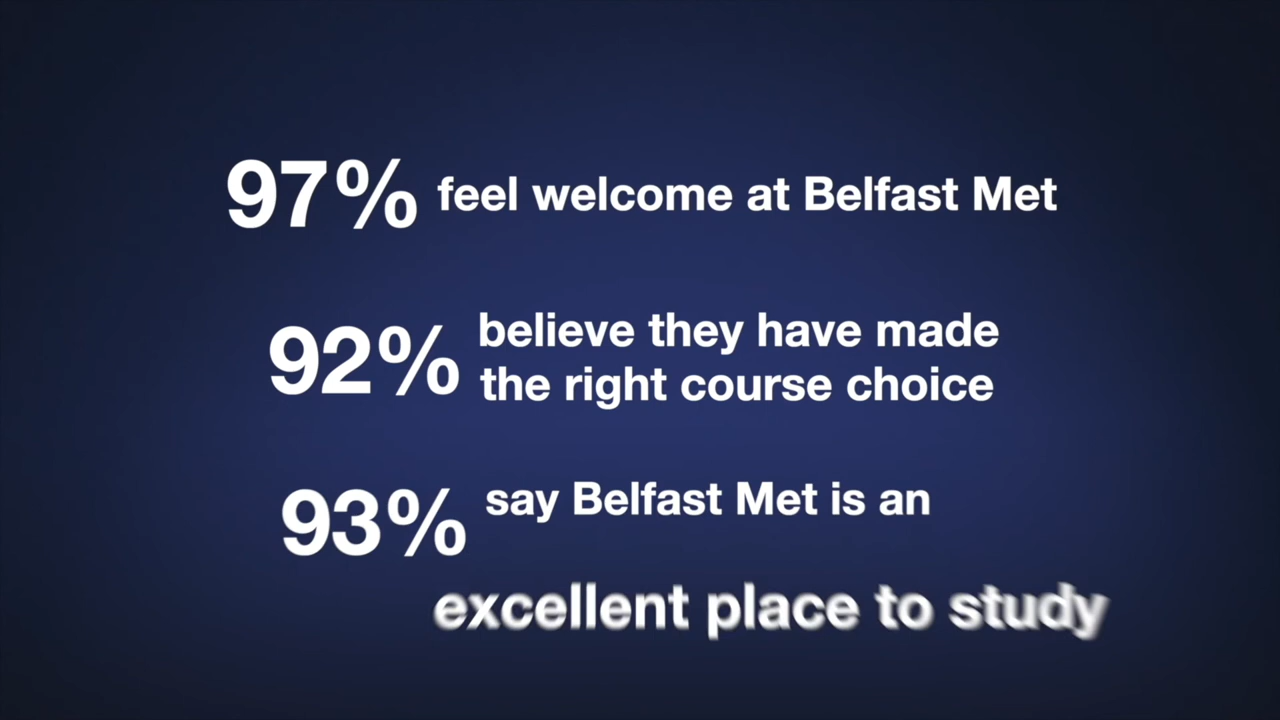 97% feel welcome at Belfast Met
92% believe they have made
the right course choice
93% say Belfast Met is an
excellent place to study